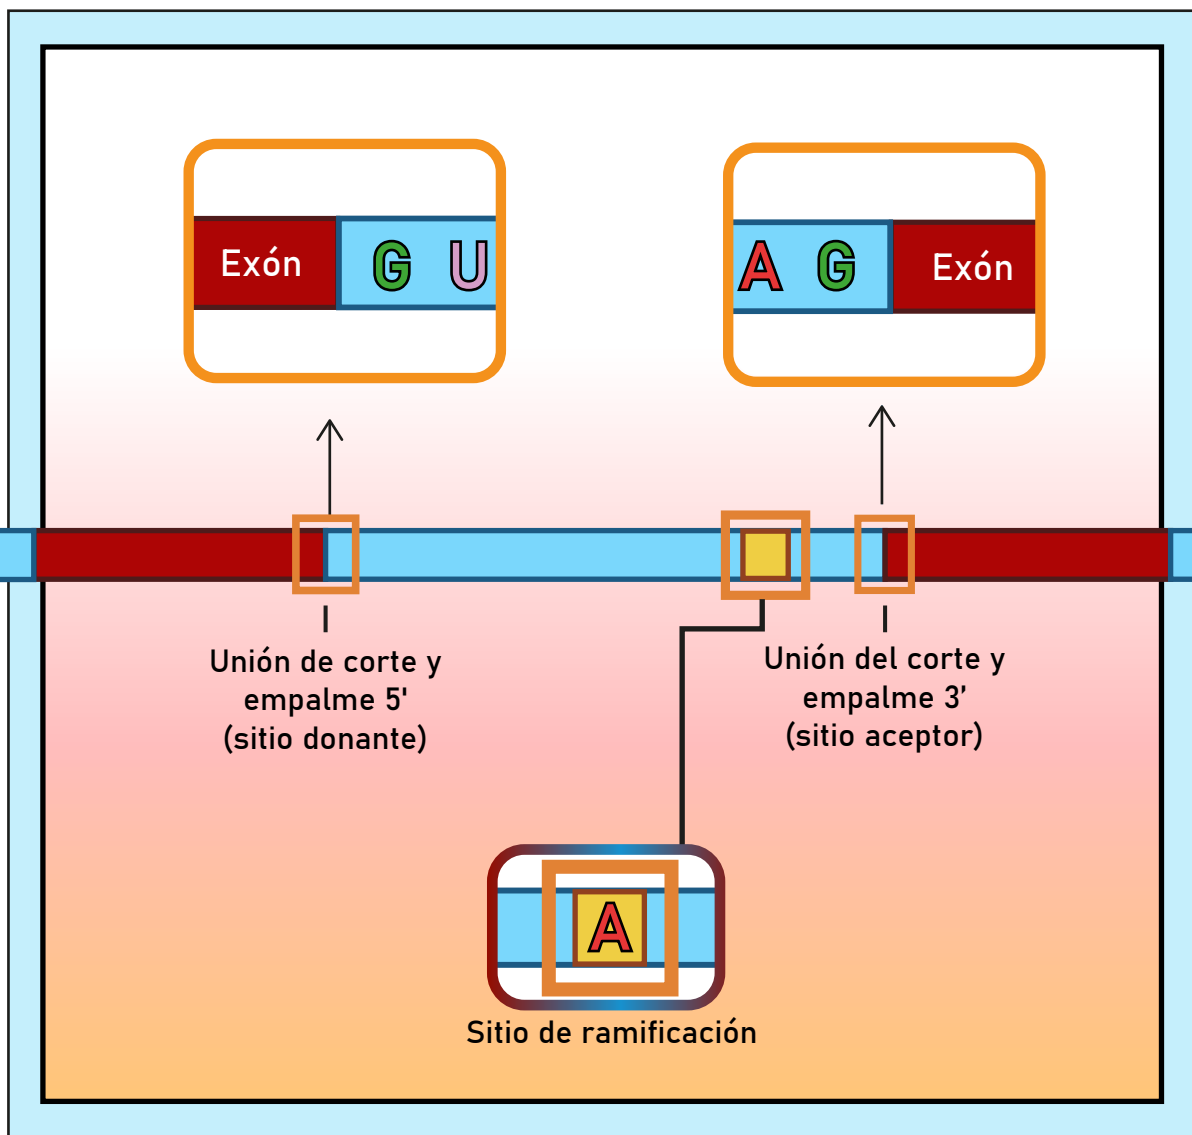 Exón G U
A G Exón
Unión de corte y
empalme 5'
(sitio donante)
Unión del corte y
empalme 3’
(sitio aceptor)
A
Sitio de ramificación